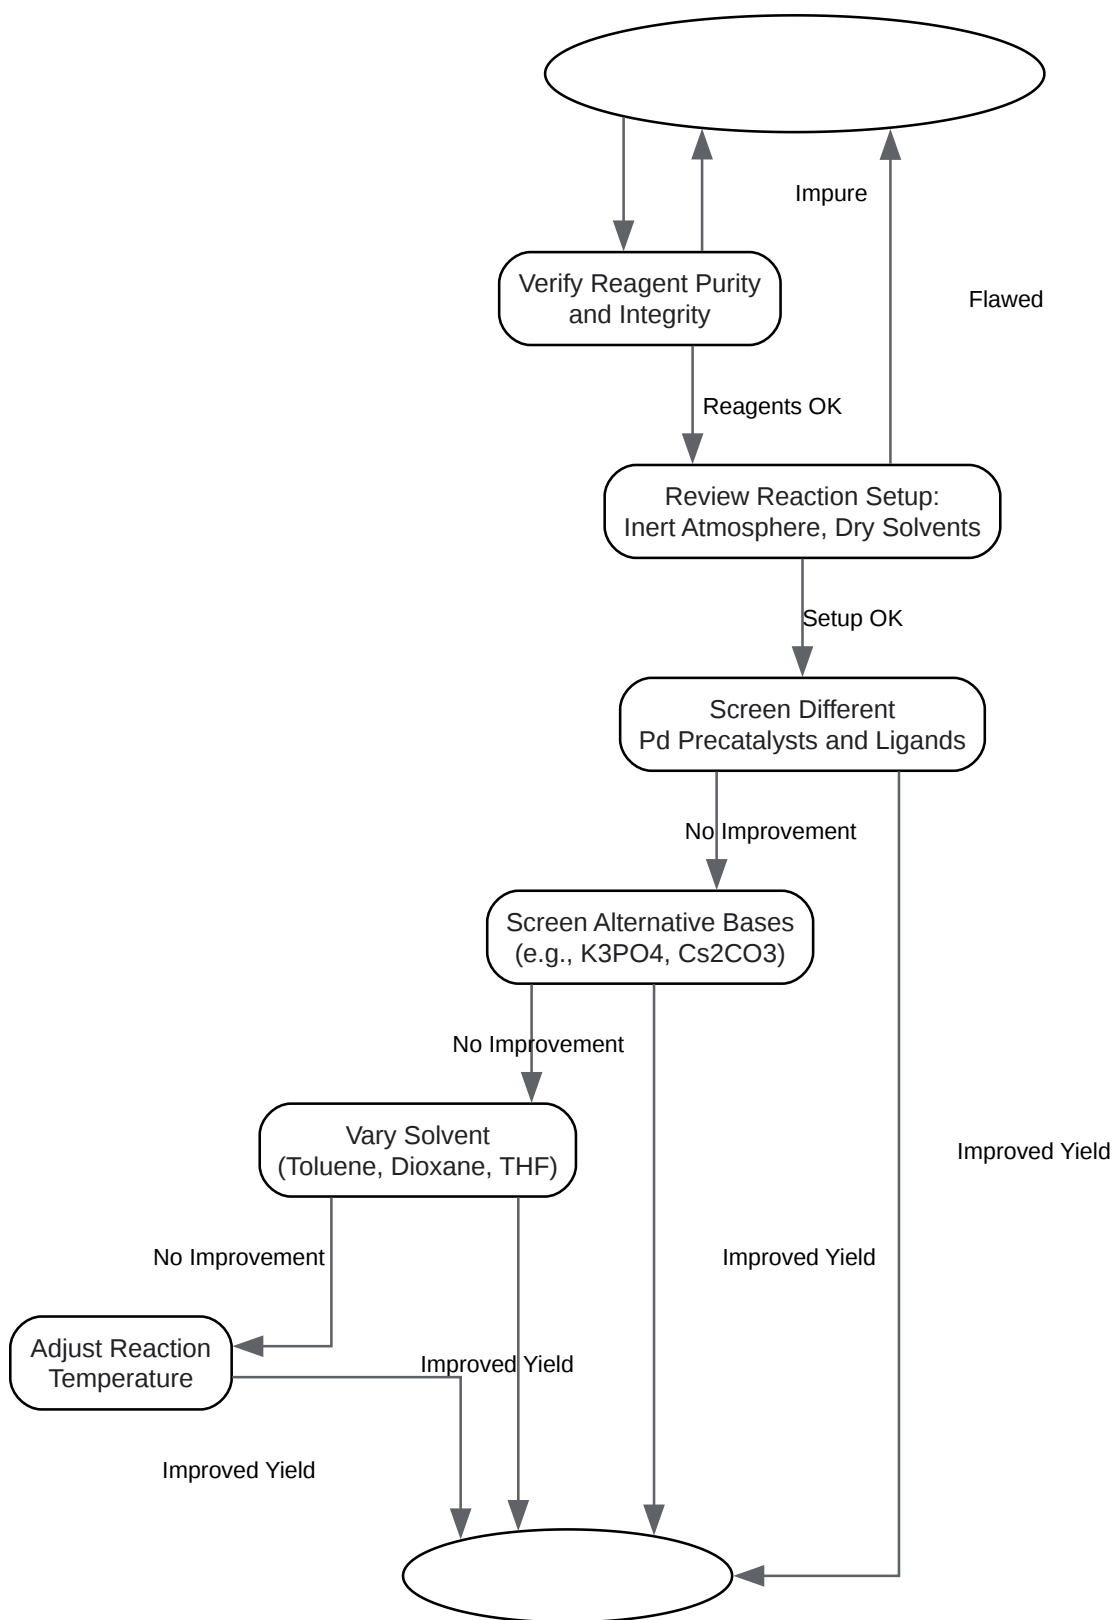 Impure
Verify Reagent Purity
and Integrity
Flawed
Reagents OK
Review Reaction Setup:
Inert Atmosphere, Dry Solvents
Setup OK
Screen Different
Pd Precatalysts and Ligands
No Improvement
Screen Alternative Bases
(e.g., K3PO4, Cs2CO3)
No Improvement
Vary Solvent
(Toluene, Dioxane, THF)
Improved Yield
No Improvement
Improved Yield
Adjust Reaction
Temperature
Improved Yield
Improved Yield